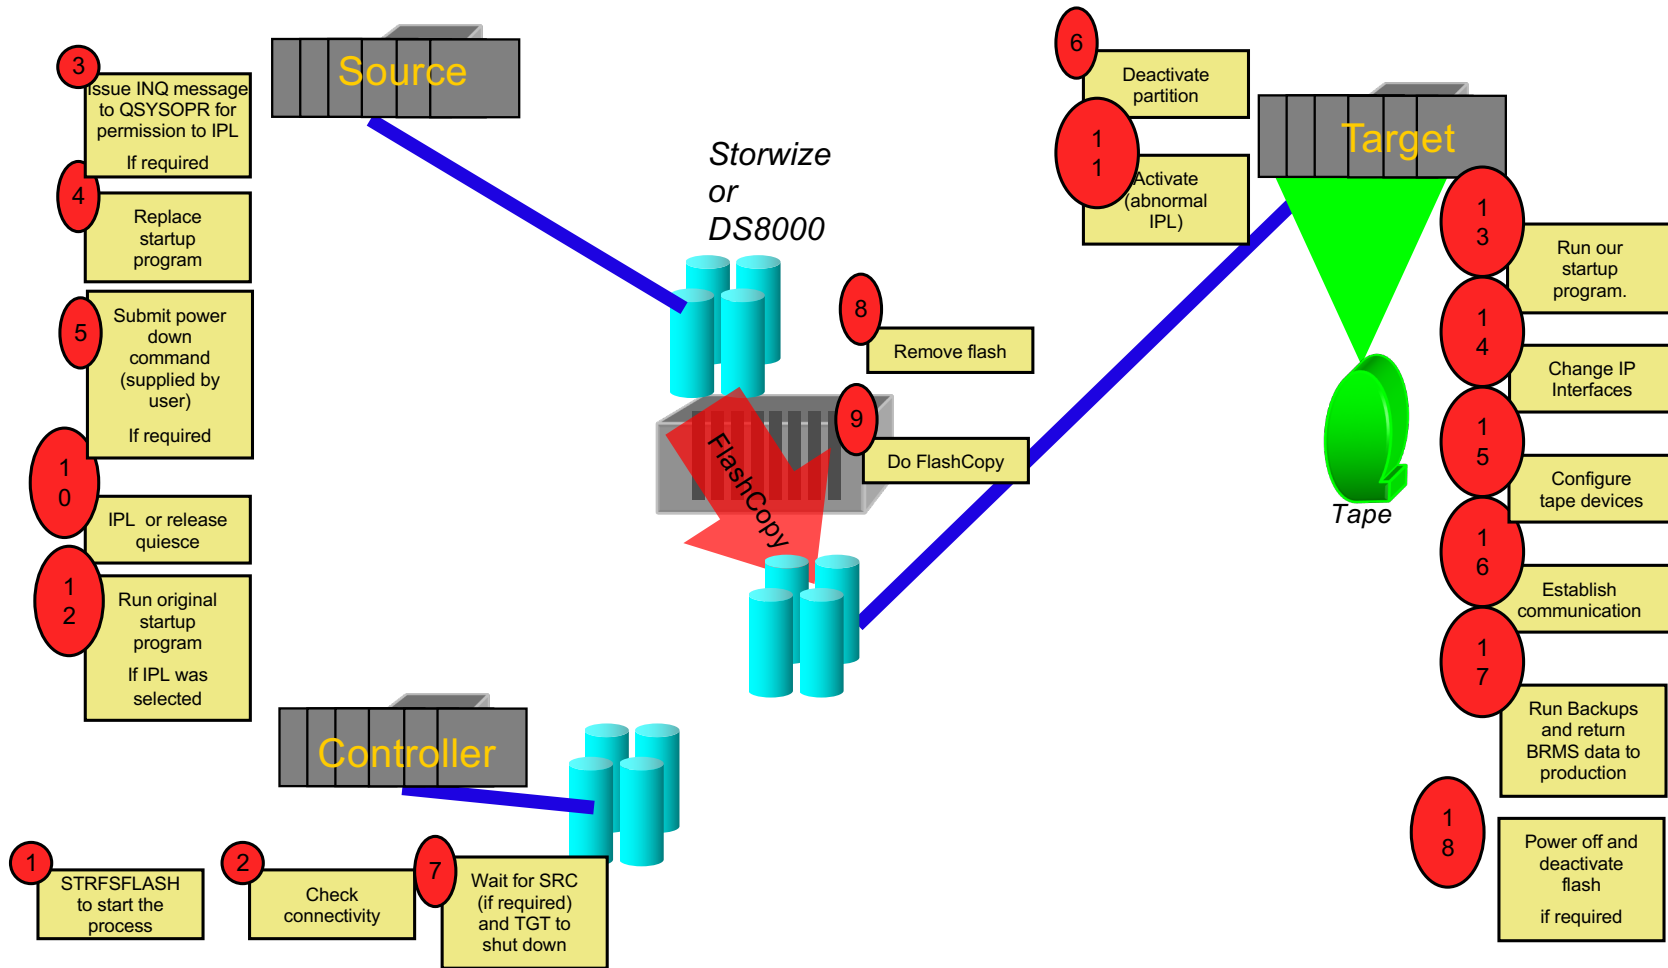 3
Issue INQ message
to QSYSOPR for
permission to IPL
If required
4
Replace
startup
program
5
Submit power
down
command
(supplied by
user)
If required
1
0
IPL or release
quiesce
1
2
Run original
startup
program
If IPL was
selected
Source
Storwize
or
DS8000
8
Remove flash
9
Do FlashCopy
FlashCopy
6
Deactivate
partition
1
1
Activate
(abnormal
IPL)
Target
Tape
1
3
Run our
startup
program.
1
4
Change IP
Interfaces
1
5
Configure
tape devices
1
6
Establish
communication
1
7
Run Backups
and return
BRMS data to
production
1
8
Power off and
deactivate
flash
if required
Controller
1
STRFSFLASH
to start the
process
2
Check
connectivity
7
Wait for SRC
(if required)
and TGT to
shut down